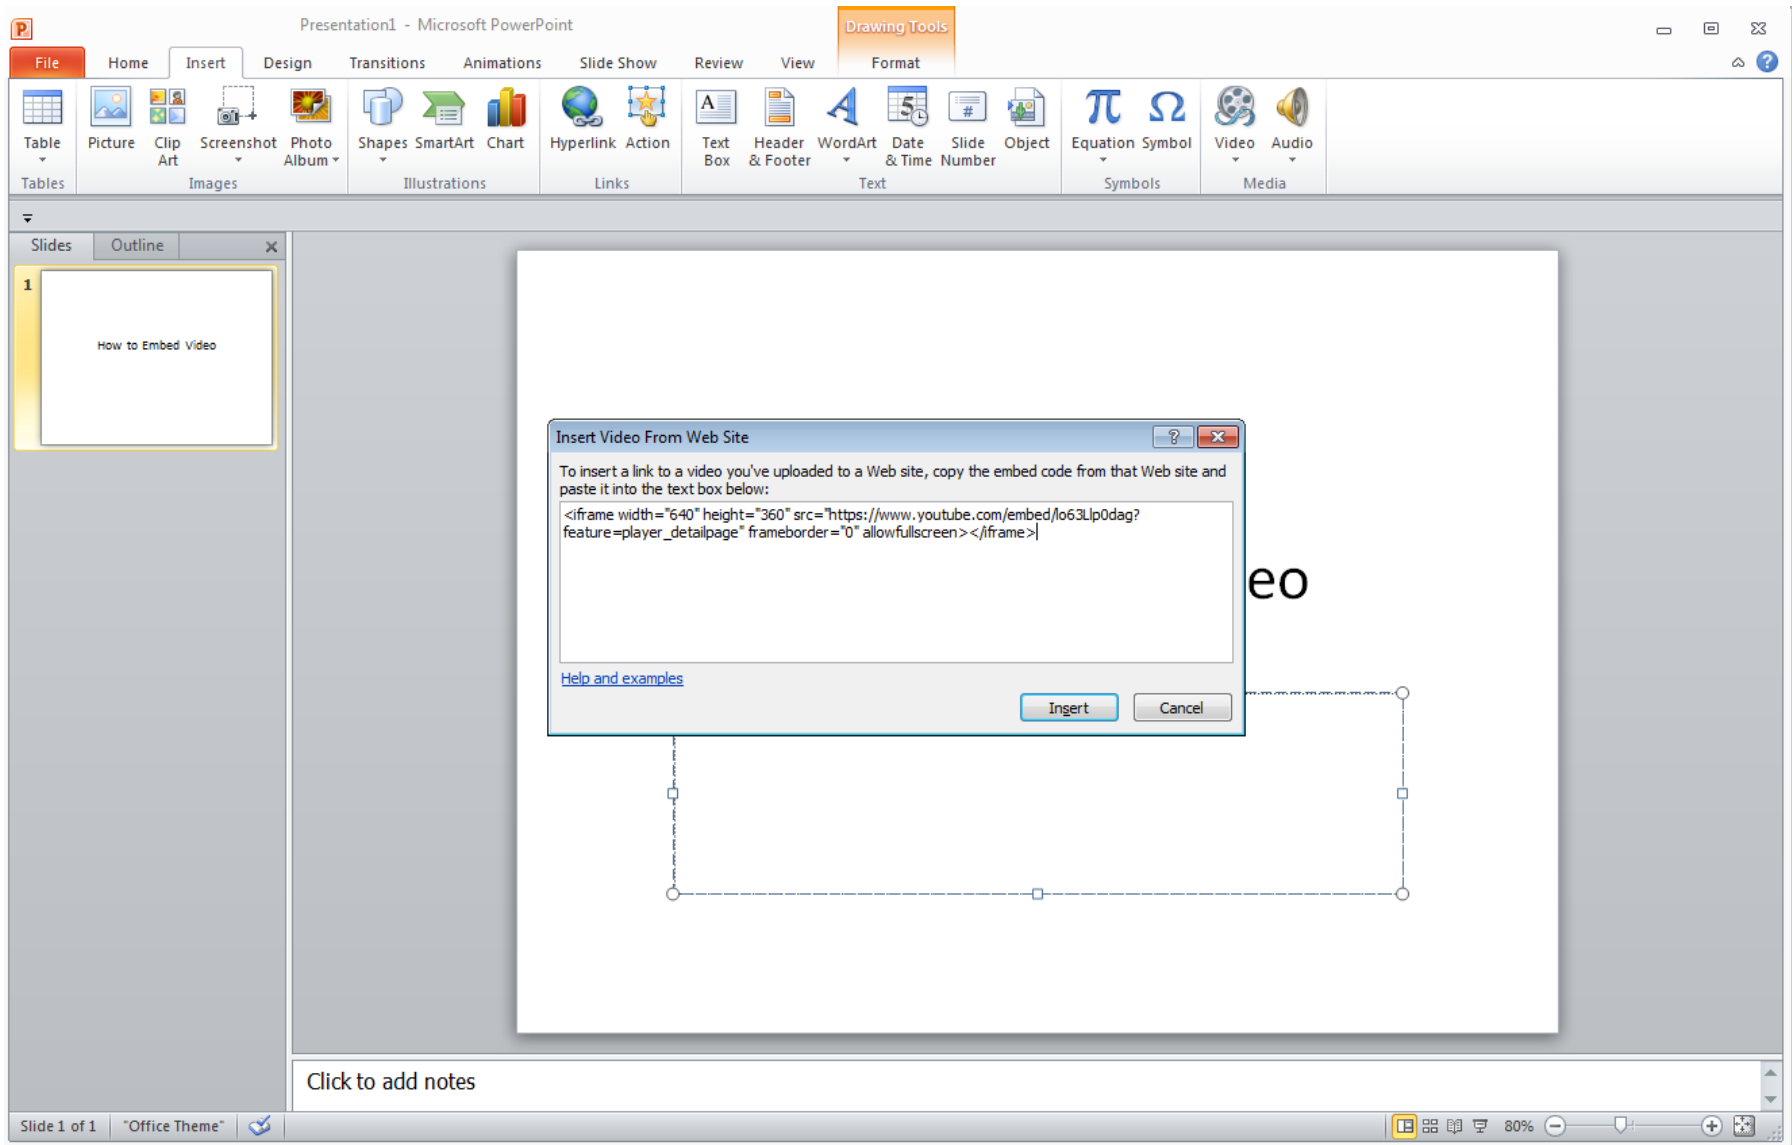 Presentation1 - Microsoft PowerPoint
Drawing Tools
File Home Insert Design Transitions Animations Slide Show Review View Format
Table Picture Clip Art Screenshot Photo Album Shapes SmartArt Chart Hyperlink Action Text Box Header & Footer WordArt Date & Time Slide Number Object Equation Symbol Video Audio
Tables Images Illustrations Links Text Symbols Media
Slides Outline
1
How to Embed Video
Insert Video From Web Site
To insert a link to a video you've uploaded to a Web site, copy the embed code from that Web site and
paste it into the text box below:
<iframe width="640" height="360" src="https://www.youtube.com/embed/lo63Llp0dag?
feature=player_detailpage" frameborder="0" allowfullscreen></iframe>
eo
Help and examples
Insert Cancel
Click to add notes
Slide 1 of 1 "Office Theme" 80%